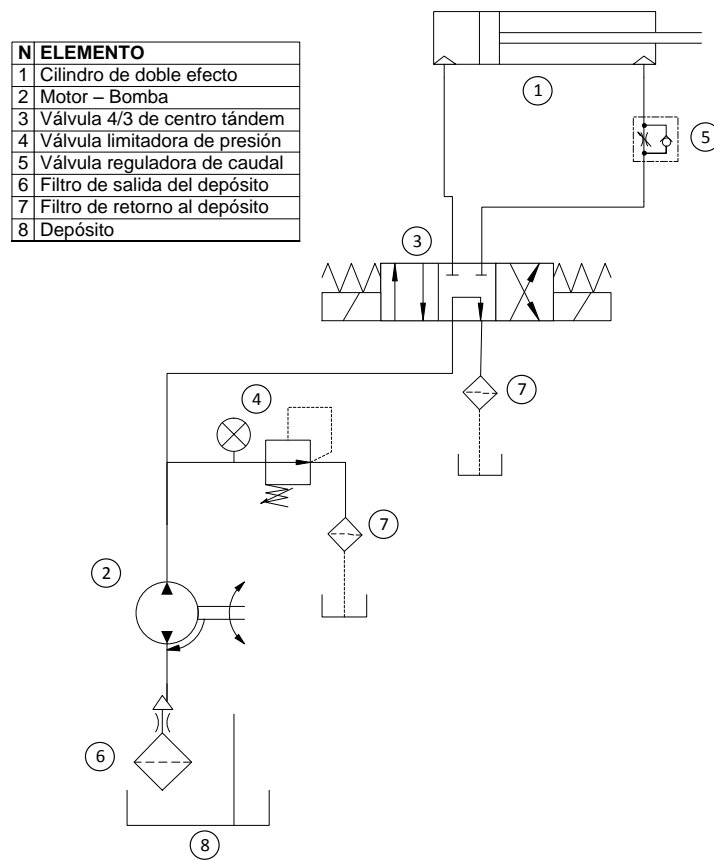 N ELEMENTO
1 Cilindro de doble efecto
2 Motor – Bomba
3 Válvula 4/3 de centro tándem
4 Válvula limitadora de presión
5 Válvula reguladora de caudal
6 Filtro de salida del depósito
7 Filtro de retorno al depósito
8 Depósito
1
5
3
7
4
7
2
6
8